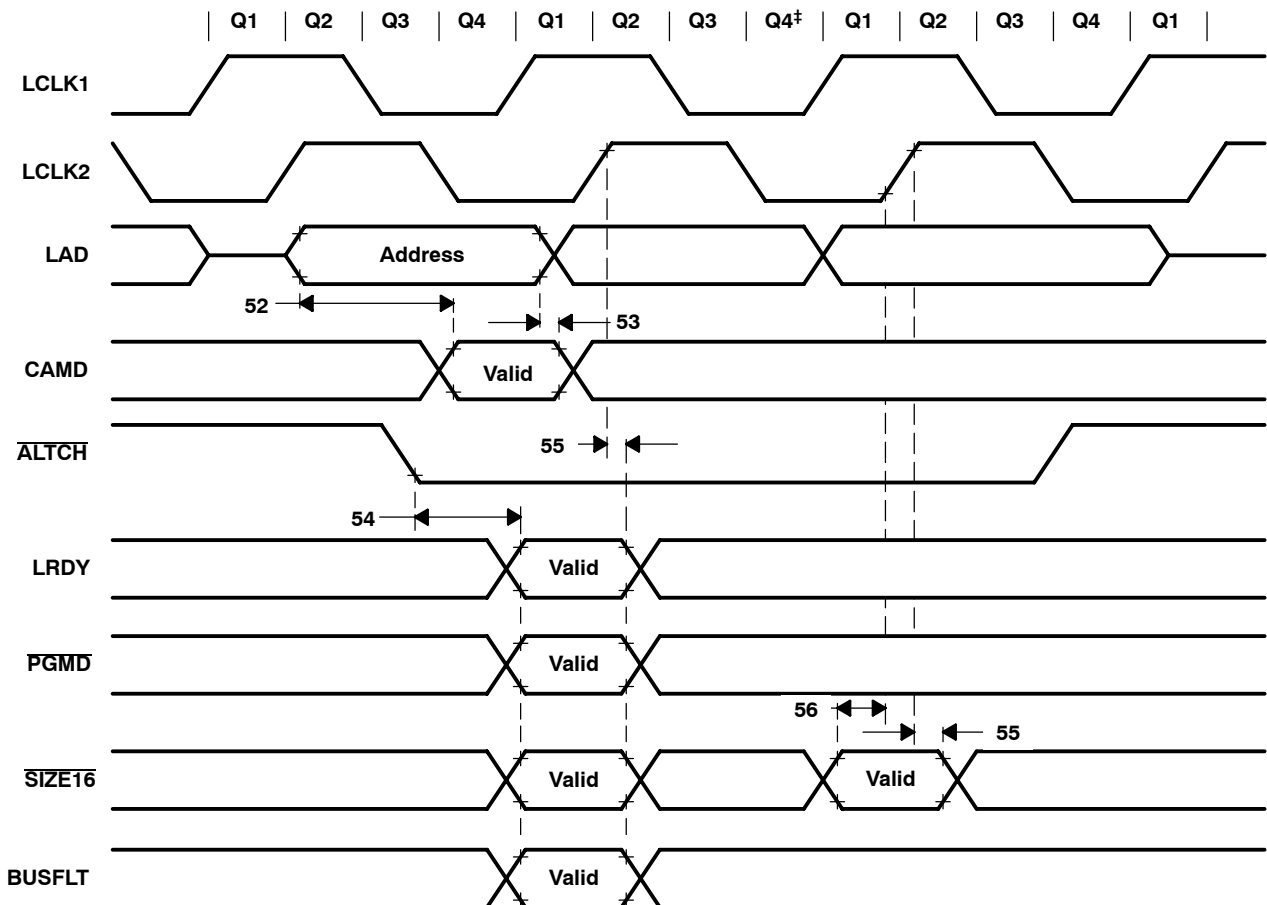 Q1 Q2 Q3 Q4 Q1 Q2 Q3 Q4‡ Q1 Q2 Q3 Q4 Q1
LCLK1
LCLK2
LAD Address
52 53
CAMD Valid
ALTCH 55
54
LRDY Valid
PGMD Valid
56 55
SIZE16 Valid Valid
BUSFLT Valid